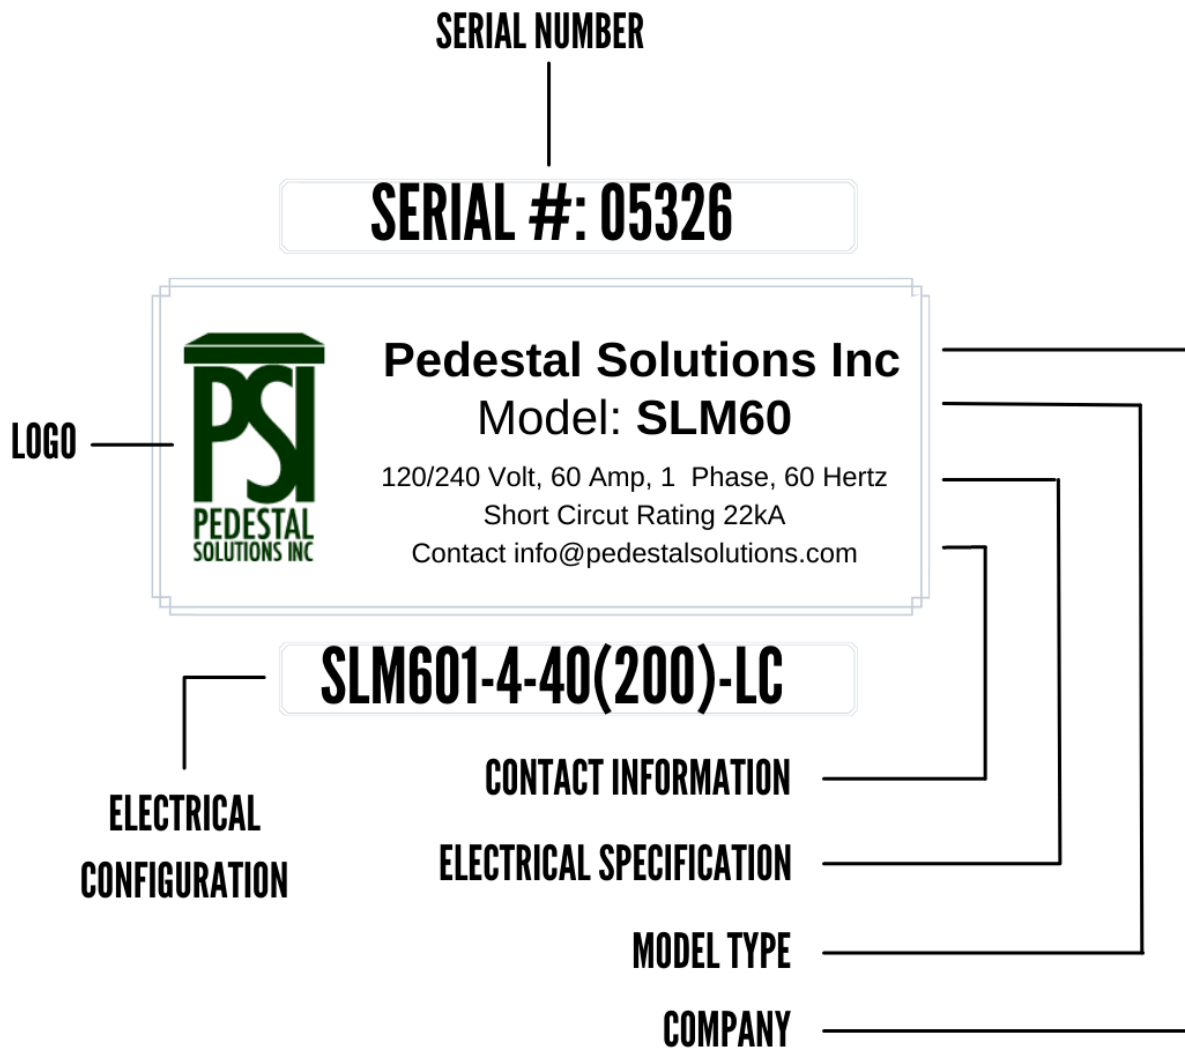 SERIAL NUMBER
SERIAL #: 05326
PSI
PEDESTAL
SOLUTIONS INC
Pedestal Solutions Inc
Model: SLM60
120/240 Volt, 60 Amp, 1 Phase, 60 Hertz
Short Circut Rating 22kA
Contact info@pedestalsolutions.com
LOGO
SLM601-4-40(200)-LC
ELECTRICAL
CONFIGURATION
CONTACT INFORMATION
ELECTRICAL SPECIFICATION
MODEL TYPE
COMPANY